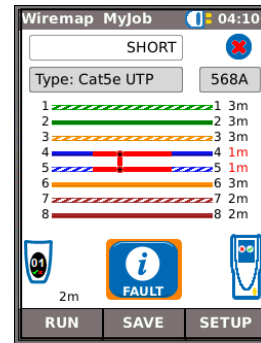 Wiremap MyJob 04:10
SHORT
Type: Cat5e UTP 568A
1 1 3m
2 2 3m
3 3 3m
4 4 1m
5 5 1m
6 6 3m
7 7 2m
8 8 2m
01
i
2m
FAULT
RUN SAVE SETUP